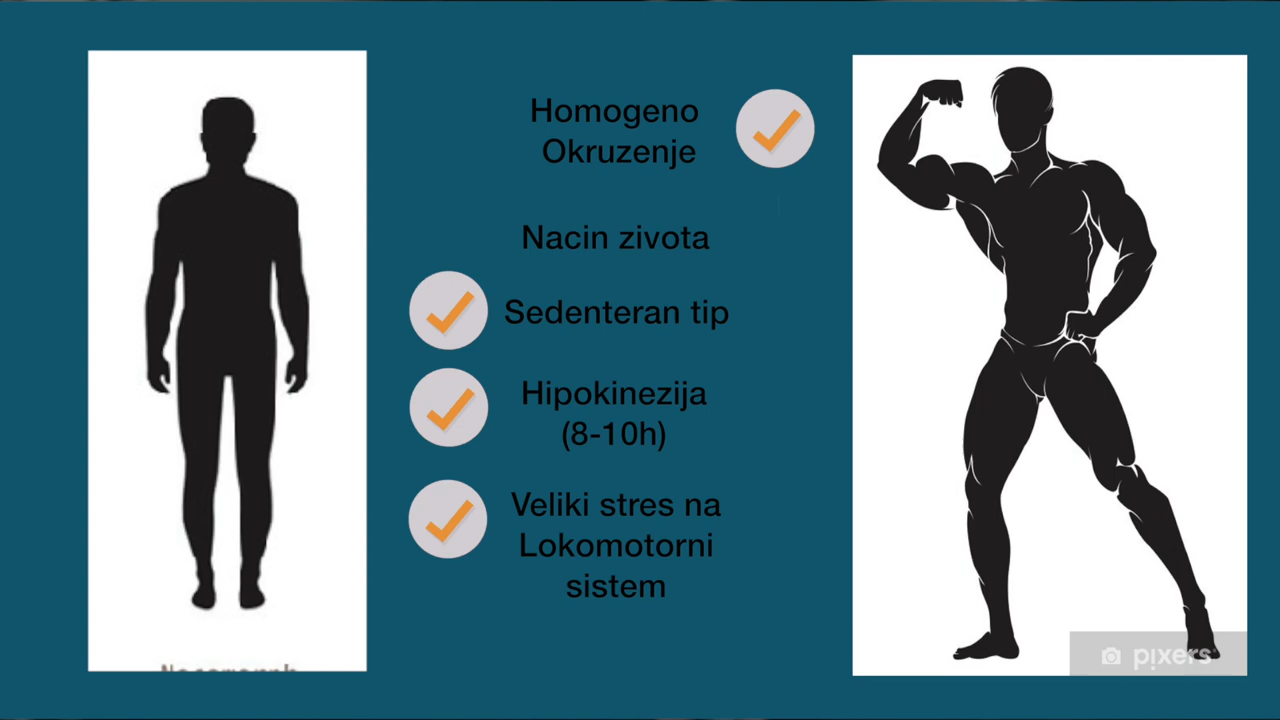 Homogeno
Okruzenje
Nacin zivota
Sedenteran tip
Hipokinezija
(8-10h)
Veliki stres na
Lokomotorni
sistem
pixers